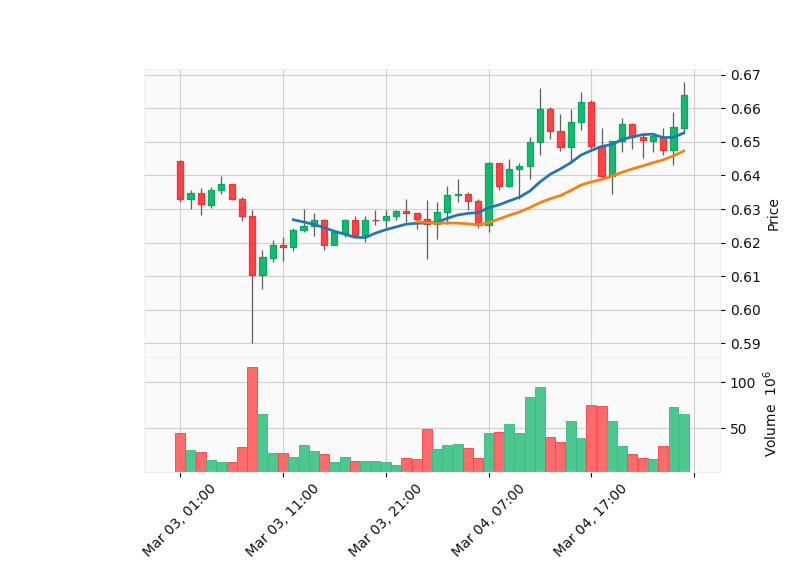 0.67
0.66
0.65
0.64
0.63
0.62
0.61
0.60
0.59
Price
100
50
Volume 10⁶
Mar 03, 01:00
Mar 03, 11:00
Mar 03, 21:00
Mar 04, 07:00
Mar 04, 17:00